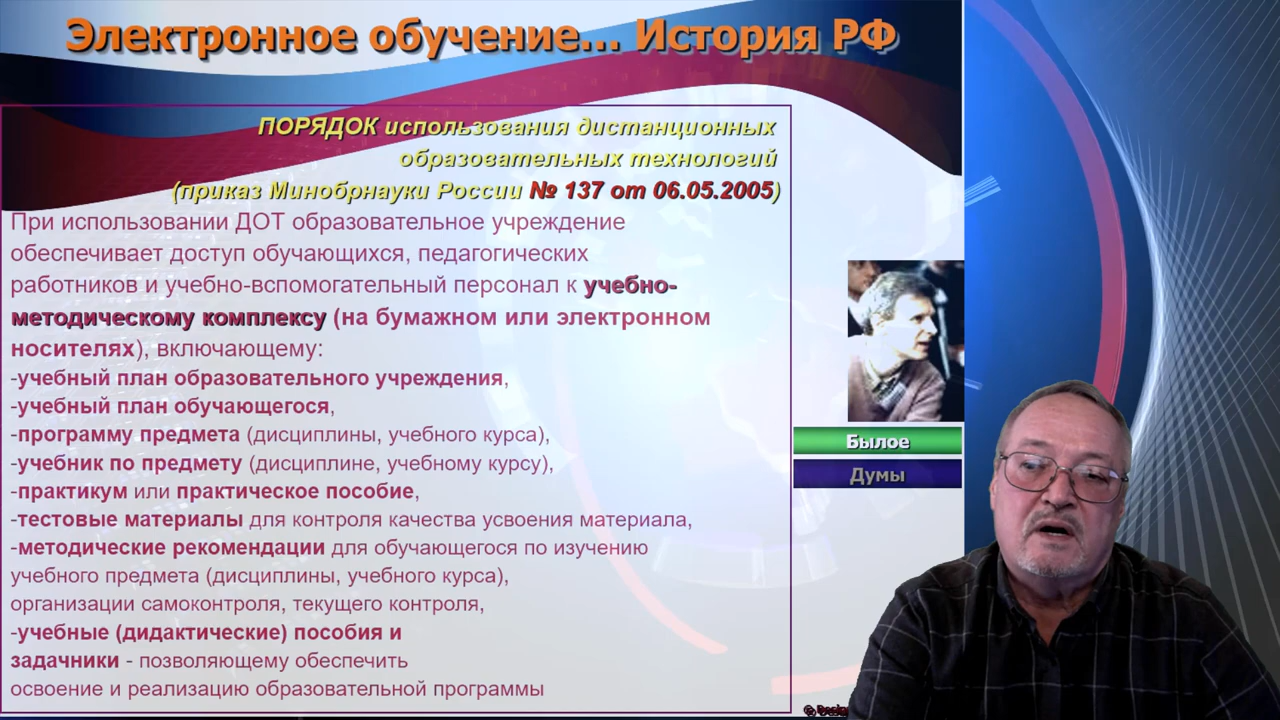 Электронное обучение... История РФ
ПОРЯДОК использования дистанционных
образовательных технологий
(приказ Минобрнауки России № 137 от 06.05.2005)
При использовании ДОТ образовательное учреждение
обеспечивает доступ обучающихся, педагогических
работников и учебно-вспомогательный персонал к учебно-
методическому комплексу (на бумажном или электронном
носителях), включающему:
-учебный план образовательного учреждения,
-учебный план обучающегося,
-программу предмета (дисциплины, учебного курса),
-учебник по предмету (дисциплине, учебному курсу),
-практикум или практическое пособие,
-тестовые материалы для контроля качества усвоения материала,
-методические рекомендации для обучающегося по изучению
учебного предмета (дисциплины, учебного курса),
организации самоконтроля, текущего контроля,
-учебные (дидактические) пособия и
задачники - позволяющему обеспечить
освоение и реализацию образовательной программы
Былое
Думы